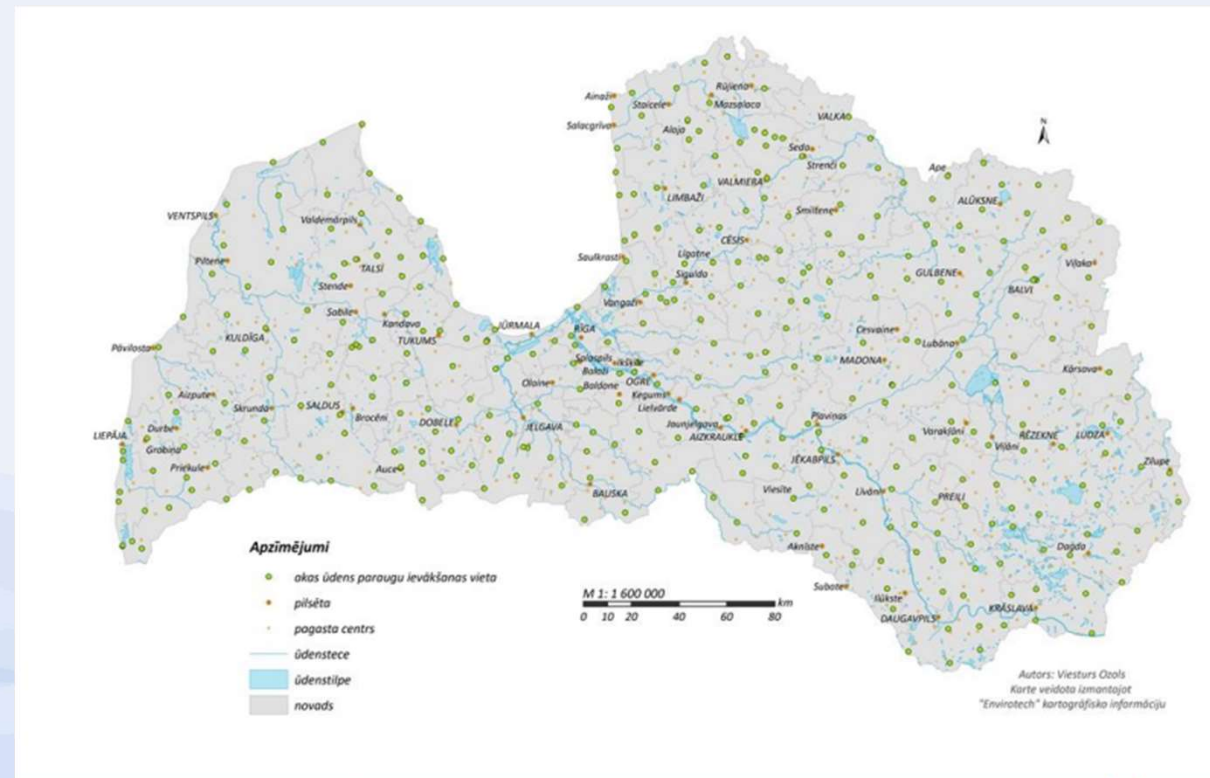 Rūjiena
Ainaži
Staicele
Mazsalaca
Salacgrīva
Aloja
VALKA
N
Seda
Strenči
Ape
VALMIERA
ALŪKSNE
LIMBAŽI
VENTSPILS
Valdemārpils
Smiltene
CĒSIS
Piltene
TALSI
Saulkrasti
Līgatne
Sigulda
Viļaka
GULBENE
BALVI
Stende
Vangaži
Sabile
Kandava
JŪRMALA
RĪGA
Cesvaine
KULDĪGA
TUKUMS
Lubāna
Pāvilosta
Salaspils
Ikšķile
MADONA
Baloži
Kārsava
Olaine
Baldone
OGRE
Aizpute
Ķegums
Skrunda
SALDUS
Brocēni
Lielvārde
DOBELE
JELGAVA
Jaunjelgava
Pļaviņas
LIEPĀJA
Durbe
AIZKRAUKLE
Varakļāni
RĒZEKNE
LUDZA
Grobiņa
Viļāni
Priekule
Auce
JĒKABPILS
Zilupe
BAUSKA
Viesīte
Līvāni
PREIĻI
Aknīste
Dagda
Subate
Ilūkste
KRĀSLAVA
DAUGAVPILS
Apzīmējumi
akas ūdens paraugu ievākšanas vieta
pilsēta
pagasta centrs
ūdenstece
ūdenstilpe
novads
M 1: 1 600 000
km
0 10 20 40 60 80
Autors: Viesturs Ozols
Karte veidota izmantojot
"Envirotech" kartogrāfisko informāciju